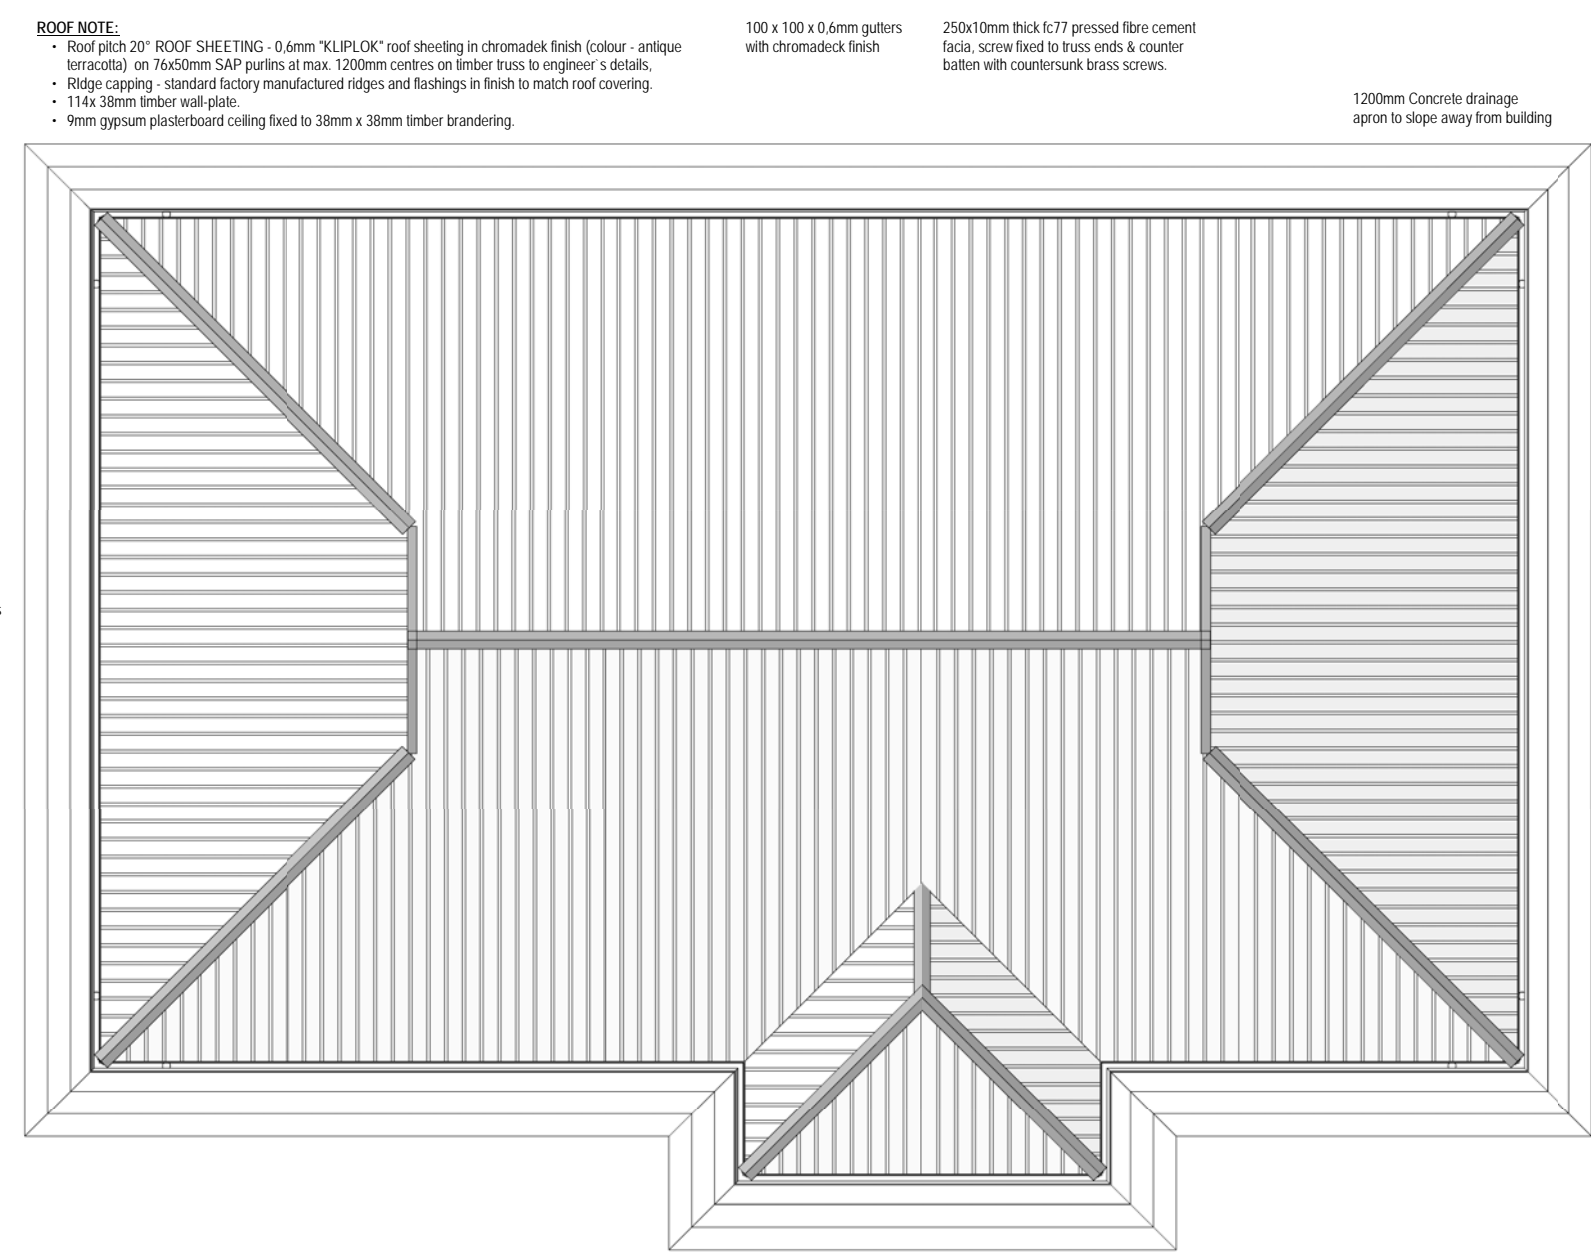 ROOF NOTE:
• Roof pitch 20° ROOF SHEETING - 0,6mm "KLIPLOK" roof sheeting in chromadek finish (colour - antique
terracotta) on 76x50mm SAP purlins at max. 1200mm centres on timber truss to engineer`s details,
• RIdge capping - standard factory manufactured ridges and flashings in finish to match roof covering.
• 114x 38mm timber wall-plate.
• 9mm gypsum plasterboard ceiling fixed to 38mm x 38mm timber brandering.
100 x 100 x 0,6mm gutters
with chromadeck finish
250x10mm thick fc77 pressed fibre cement
facia, screw fixed to truss ends & counter
batten with countersunk brass screws.
1200mm Concrete drainage
apron to slope away from building